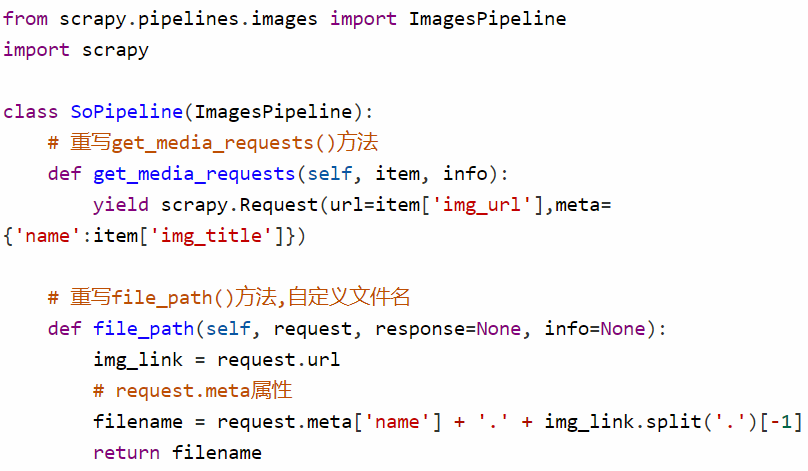 from scrapy.pipelines.images import ImagesPipeline
import scrapy

class SoPipeline(ImagesPipeline):
    # 重写get_media_requests()方法
    def get_media_requests(self, item, info):
        yield scrapy.Request(url=item['img_url'],meta=
{'name':item['img_title']})

    # 重写file_path()方法,自定义文件名
    def file_path(self, request, response=None, info=None):
        img_link = request.url
        # request.meta属性
        filename = request.meta['name'] + '.' + img_link.split('.')[-1]
        return filename